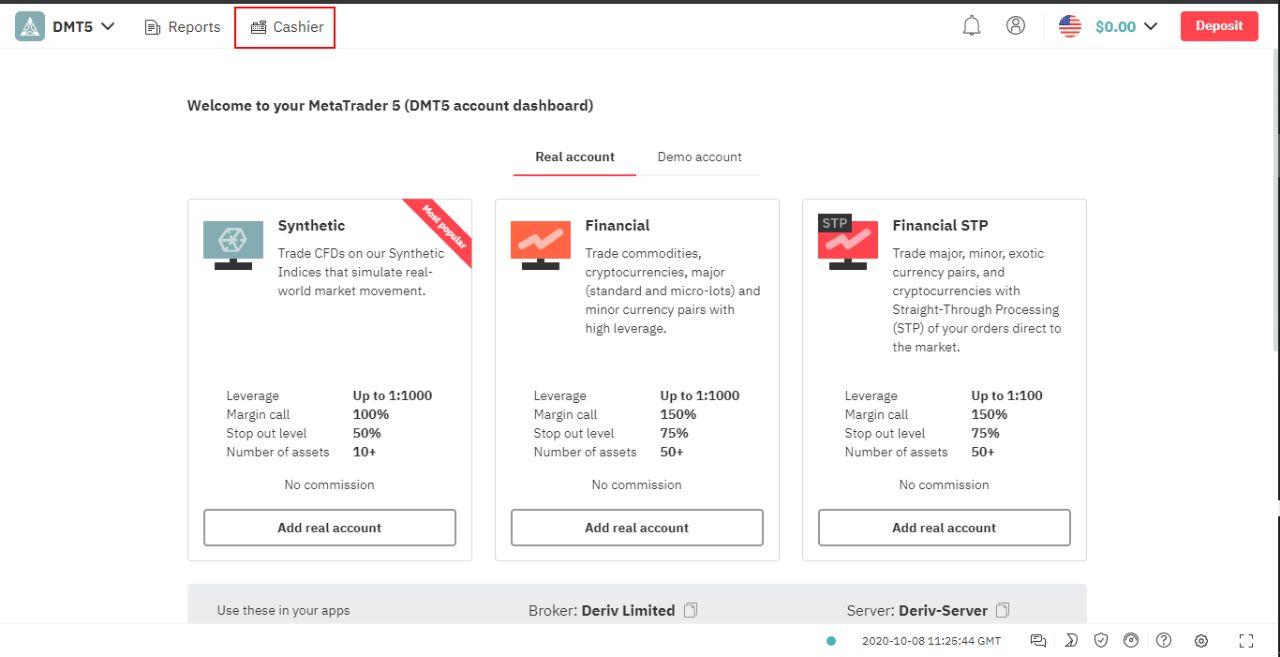 DMT5
Reports
Cashier
$0.00
Deposit
Welcome to your MetaTrader 5 (DMT5 account dashboard)
Real account
Demo account
Most popular
Synthetic
Trade CFDs on our Synthetic
Indices that simulate real-
world market movement.
Leverage Up to 1:1000
Margin call 100%
Stop out level 50%
Number of assets 10+
No commission
Add real account
Financial
Trade commodities,
cryptocurrencies, major
(standard and micro-lots) and
minor currency pairs with
high leverage.
Leverage Up to 1:1000
Margin call 150%
Stop out level 75%
Number of assets 50+
No commission
Add real account
STP
Financial STP
Trade major, minor, exotic
currency pairs, and
cryptocurrencies with
Straight-Through Processing
(STP) of your orders direct to
the market.
Leverage Up to 1:100
Margin call 150%
Stop out level 75%
Number of assets 50+
No commission
Add real account
Use these in your apps
Broker: Deriv Limited
Server: Deriv-Server
2020-10-08 11:25:44 GMT